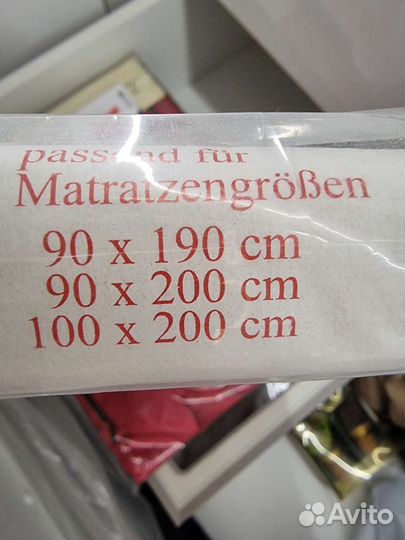 passend für
Matratzengrößen
90 x 190 cm
90 x 200 cm
100 x 200 cm
Avito